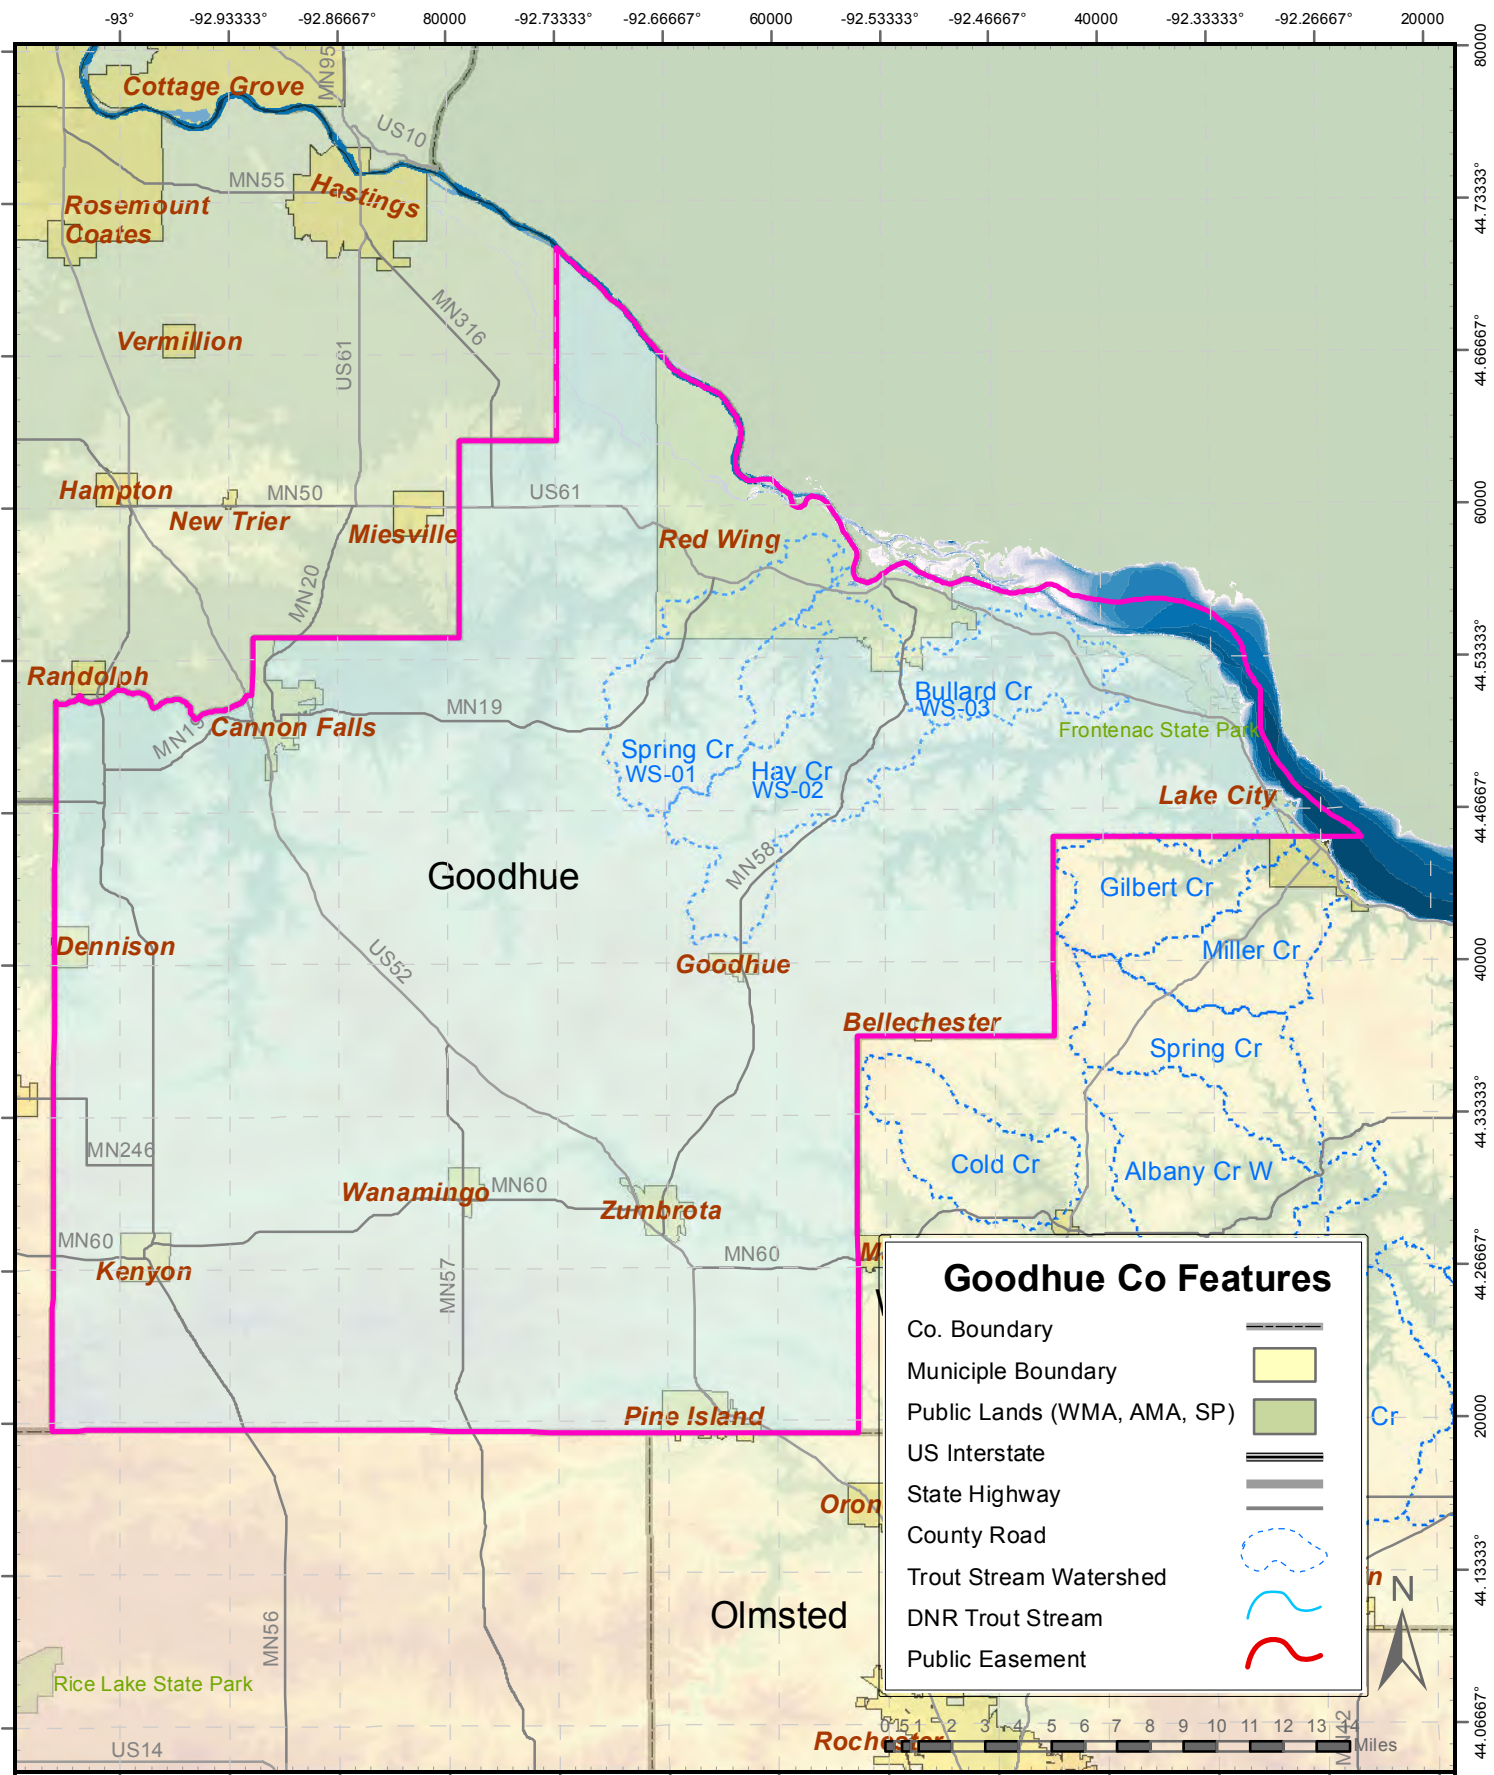 -93° -92.93333° -92.86667° 80000 -92.73333° -92.66667° 60000 -92.53333° -92.46667° 40000 -92.33333° -92.26667° 20000
80000
44.73333°
44.66667°
60000
44.53333°
44.46667°
40000
44.33333°
44.26667°
20000
44.13333°
44.06667°
Cottage Grove
MN95
US10
MN55
Hastings
Rosemount
Coates
MN316
Vermillion
US61
Hampton
MN50
US61
New Trier
Miesville
Red Wing
MN20
Randolph
Bullard Cr
WS-03
MN19
Cannon Falls
MN19
Frontenac State Park
Spring Cr
WS-01
Hay Cr
WS-02
Lake City
Goodhue
MN58
Gilbert Cr
Dennison
US52
Miller Cr
Goodhue
Bellechester
Spring Cr
MN246
Cold Cr
Albany Cr W
Wanamingo
MN60
Zumbrota
MN60
MN60
Kenyon
MN57
Pine Island
Cr
Oron
Olmsted
n
N
MN56
Rice Lake State Park
Rochester
US14
Goodhue Co Features
Co. Boundary
Municiple Boundary
Public Lands (WMA, AMA, SP)
US Interstate
State Highway
County Road
Trout Stream Watershed
DNR Trout Stream
Public Easement
2 3 4 5 6 7 8 9 10 11 12 13 14
Miles